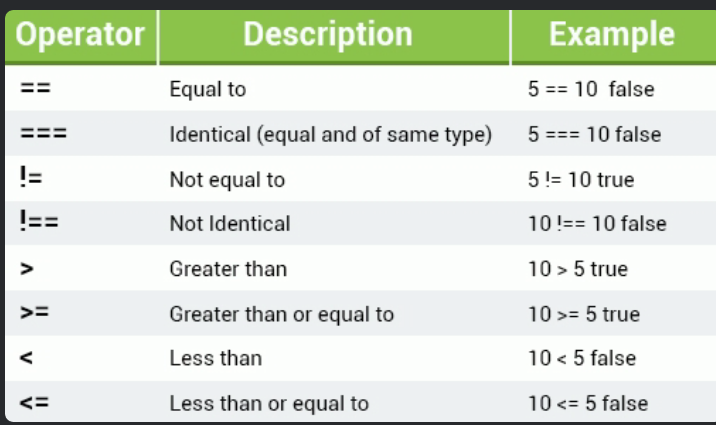 Operator Description Example
== Equal to 5 == 10 false
=== Identical (equal and of same type) 5 === 10 false
!= Not equal to 5 != 10 true
!== Not Identical 10 !== 10 false
> Greater than 10 > 5 true
>= Greater than or equal to 10 >= 5 true
< Less than 10 < 5 false
<= Less than or equal to 10 <= 5 false